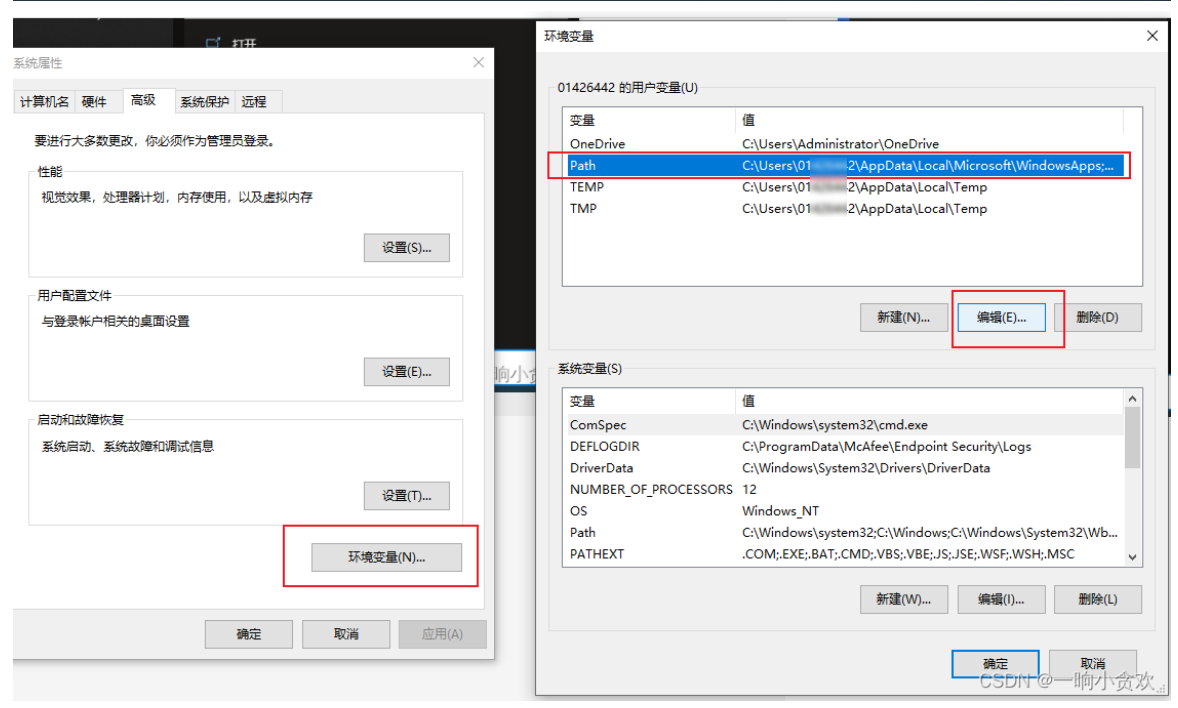 打开
系统属性
计算机名 硬件 高级 系统保护 远程
要进行大多数更改，你必须作为管理员登录。
性能
视觉效果，处理器计划，内存使用，以及虚拟内存
设置(S)...
用户配置文件
与登录帐户相关的桌面设置
设置(E)...
启动和故障恢复
系统启动、系统故障和调试信息
设置(T)...
环境变量(N)...
确定 取消 应用(A)
响小
环境变量
01426442 的用户变量(U)
变量 值
OneDrive C:\Users\Administrator\OneDrive
Path C:\Users\01 2\AppData\Local\Microsoft\WindowsApps;...
TEMP C:\Users\01 2\AppData\Local\Temp
TMP C:\Users\01 2\AppData\Local\Temp
新建(N)... 编辑(E)... 删除(D)
系统变量(S)
变量 值
ComSpec C:\Windows\system32\cmd.exe
DEFLOGDIR C:\ProgramData\McAfee\Endpoint Security\Logs
DriverData C:\Windows\System32\Drivers\DriverData
NUMBER_OF_PROCESSORS 12
OS Windows_NT
Path C:\Windows\system32;C:\Windows;C:\Windows\System32\Wb...
PATHEXT .COM;.EXE;.BAT;.CMD;.VBS;.VBE;.JS;.JSE;.WSF;.WSH;.MSC
新建(W)... 编辑(I)... 删除(L)
确定 取消
CSDN @一响小贪欢